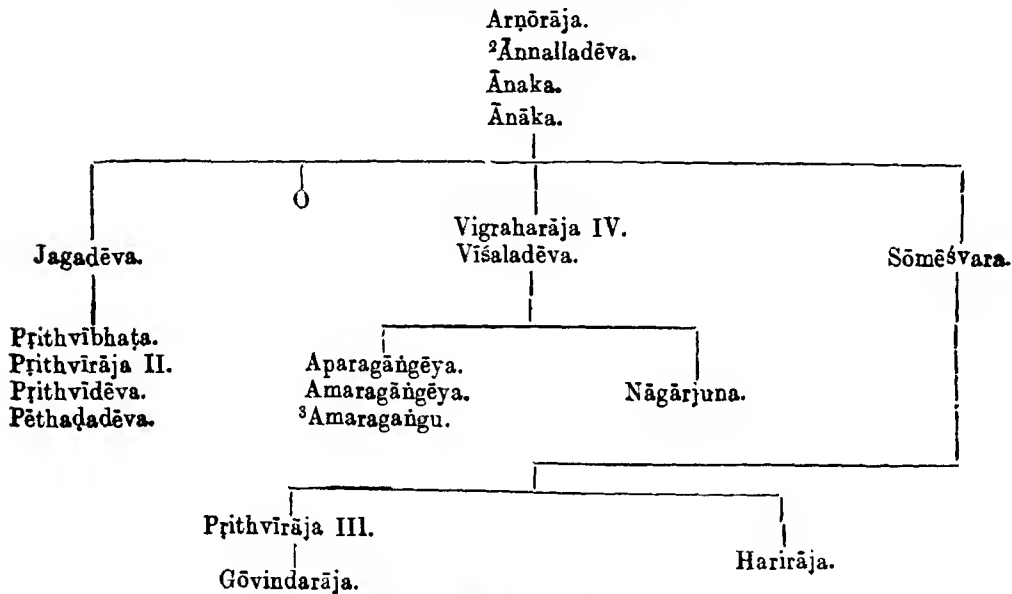 Arṇōrāja.
²Ānnalladēva.
Ānaka.
Ānāka.
Jagadēva.
Vigraharāja IV.
Vīśaladēva.
Sōmēśvara.
Pṛithvībhaṭa.
Pṛithvīrāja II.
Pṛithvīdēva.
Pēthaḍadēva.
Aparagāṅgēya.
Amaragāṅgēya.
³Amaragaṅgu.
Nāgārjuna.
Pṛithvīrāja III.
Gōvindarāja.
Harirāja.